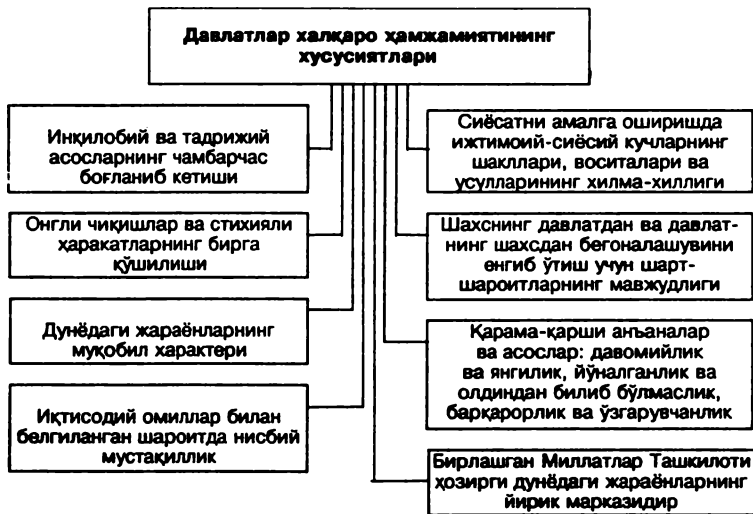 Давлатлар халқаро ҳамжамиятининг
хусусиятлари
Инқилобий ва тадрижий
асосларнинг чамбарчас
боғланиб кетиши
Онгли чиқишлар ва стихияли
ҳаракатларнинг бирга
қўшилиши
Дунёдаги жараёнларнинг
муқобил характери
Иқтисодий омиллар билан
белгиланган шароитда нисбий
мустақиллик
Сиёсатни амалга оширишда
ижтимоий-сиёсий кучларнинг
шакллари, воситалари ва
усулларининг хилма-хиллиги
Шахснинг давлатдан ва давлат-
нинг шахсдан бегоналашувини
енгиб ўтиш учун шарт-
шароитларнинг мавжудлиги
Қарама-қарши анъаналар
ва асослар: давомийлик
ва янгилик, йўналганлик ва
олдиндан билиб бўлмаслик,
барқарорлик ва ўзгарувчанлик
Бирлашган Миллатлар Ташкилоти
ҳозирги дунёдаги жараёнларнинг
йирик марказидир